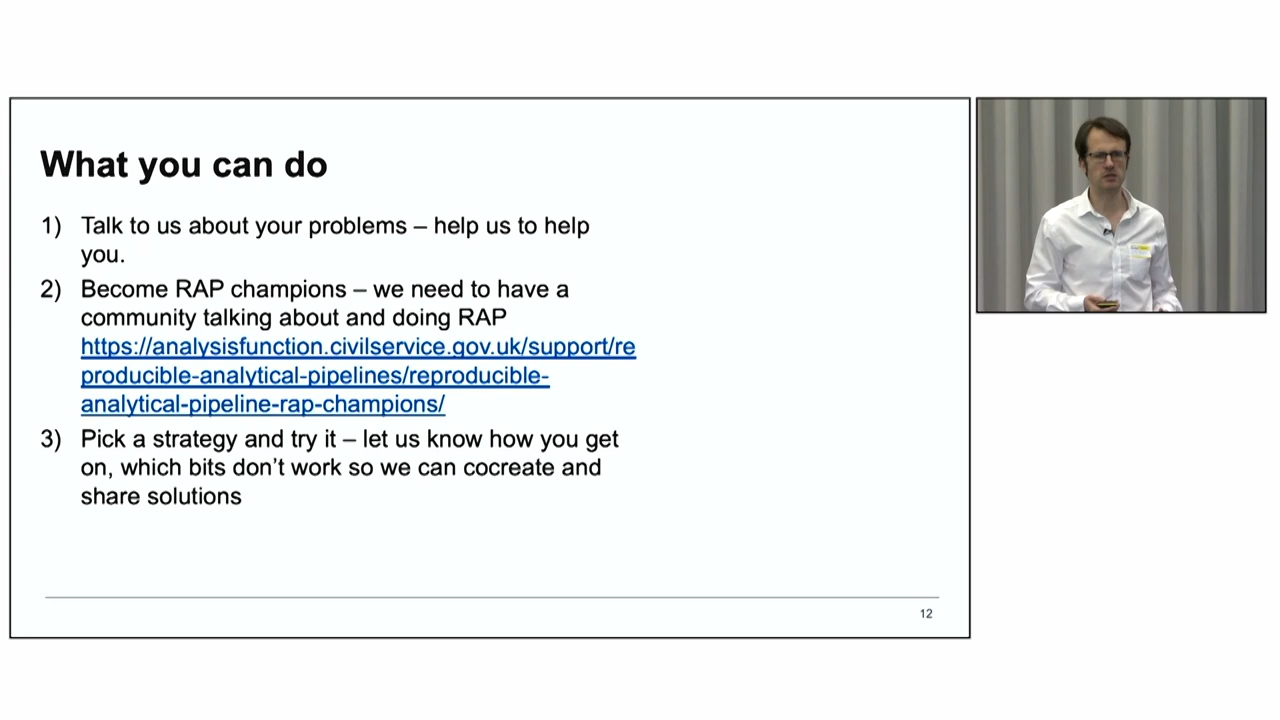 What you can do
1) Talk to us about your problems – help us to help
you.
2) Become RAP champions – we need to have a
community talking about and doing RAP
https://analysisfunction.civilservice.gov.uk/support/re
producible-analytical-pipelines/reproducible-
analytical-pipeline-rap-champions/
3) Pick a strategy and try it – let us know how you get
on, which bits don’t work so we can cocreate and
share solutions
12